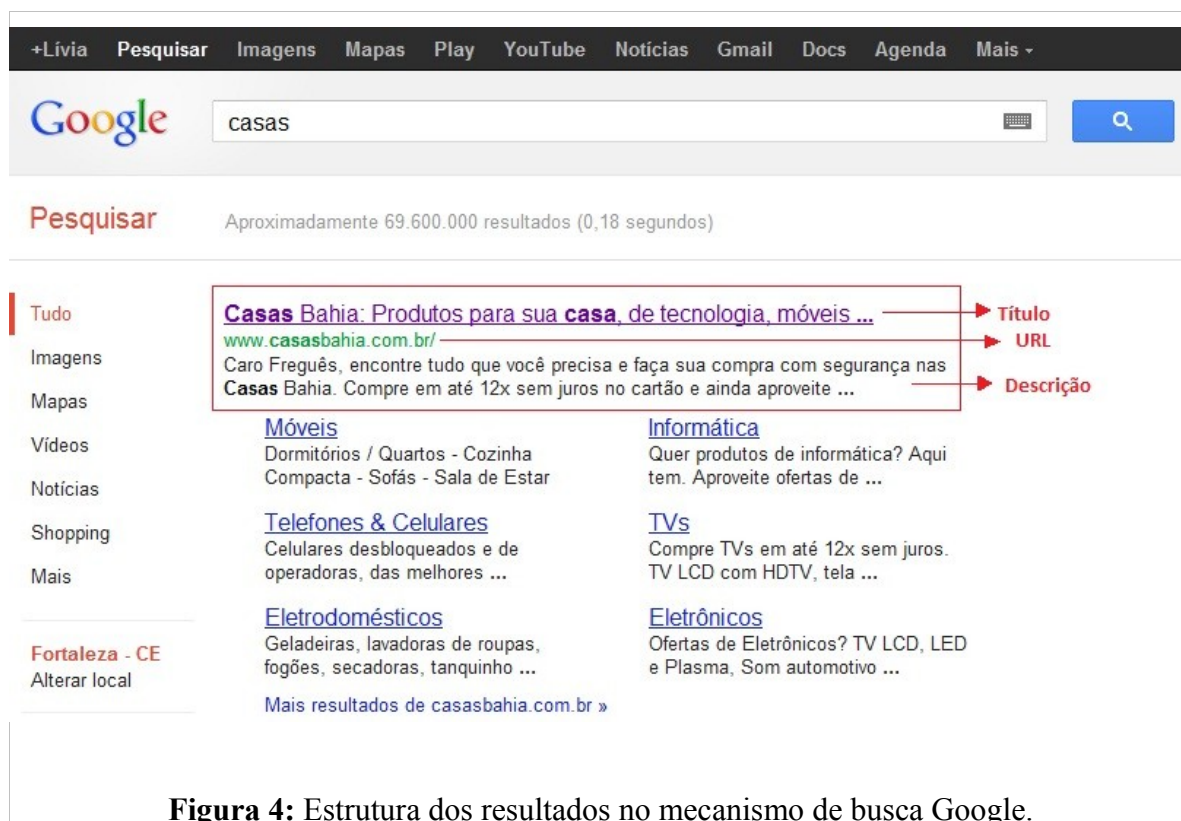 +Lívia Pesquisar Imagens Mapas Play YouTube Notícias Gmail Docs Agenda Mais
Google casas
Pesquisar Aproximadamente 69.600.000 resultados (0,18 segundos)
Tudo
Imagens
Mapas
Vídeos
Notícias
Shopping
Mais
Fortaleza - CE
Alterar local
Casas Bahia: Produtos para sua casa, de tecnologia, móveis ... Título
www.casasbahia.com.br/ URL
Caro Freguês, encontre tudo que você precisa e faça sua compra com segurança nas
Casas Bahia. Compre em até 12x sem juros no cartão e ainda aproveite ... Descrição
Móveis
Dormitórios / Quartos - Cozinha
Compacta - Sofás - Sala de Estar
Informática
Quer produtos de informática? Aqui
tem. Aproveite ofertas de ...
Telefones & Celulares
Celulares desbloqueados e de
operadoras, das melhores ...
TVs
Compre TVs em até 12x sem juros.
TV LCD com HDTV, tela ...
Eletrodomésticos
Geladeiras, lavadoras de roupas,
fogões, secadoras, tanquinho ...
Eletrônicos
Ofertas de Eletrônicos? TV LCD, LED
e Plasma, Som automotivo ...
Mais resultados de casasbahia.com.br »
Figura 4: Estrutura dos resultados no mecanismo de busca Google.